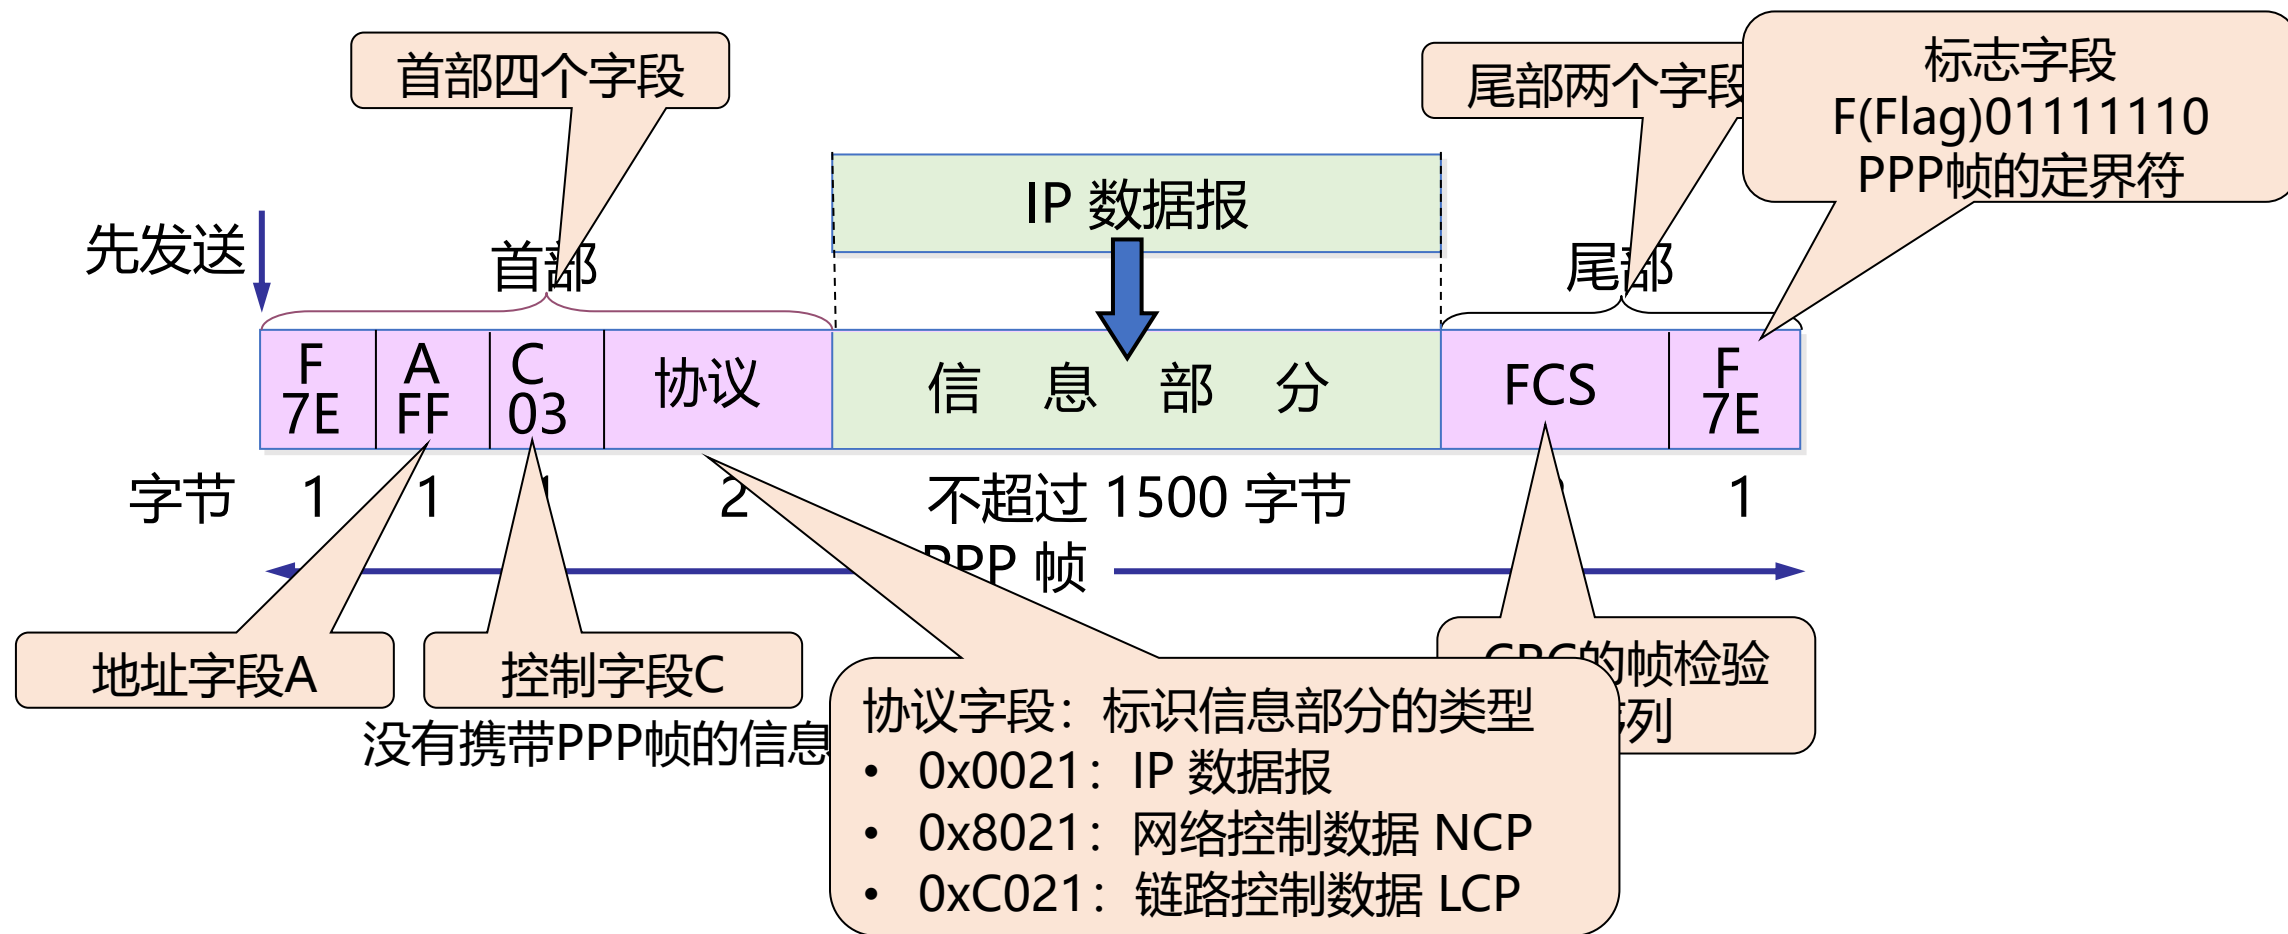 首部四个字段
尾部两个字段
标志字段
F(Flag)01111110
PPP帧的定界符
IP 数据报
先发送
首部
尾部
F
7E
A
FF
C
03
协议
信 息 部 分
FCS
F
7E
字节 1 1 1 2 不超过 1500 字节 1
PPP 帧
地址字段A
控制字段C
没有携带PPP帧的信息
的帧检验
列
协议字段：标识信息部分的类型
• 0x0021：IP 数据报
• 0x8021：网络控制数据 NCP
• 0xC021：链路控制数据 LCP